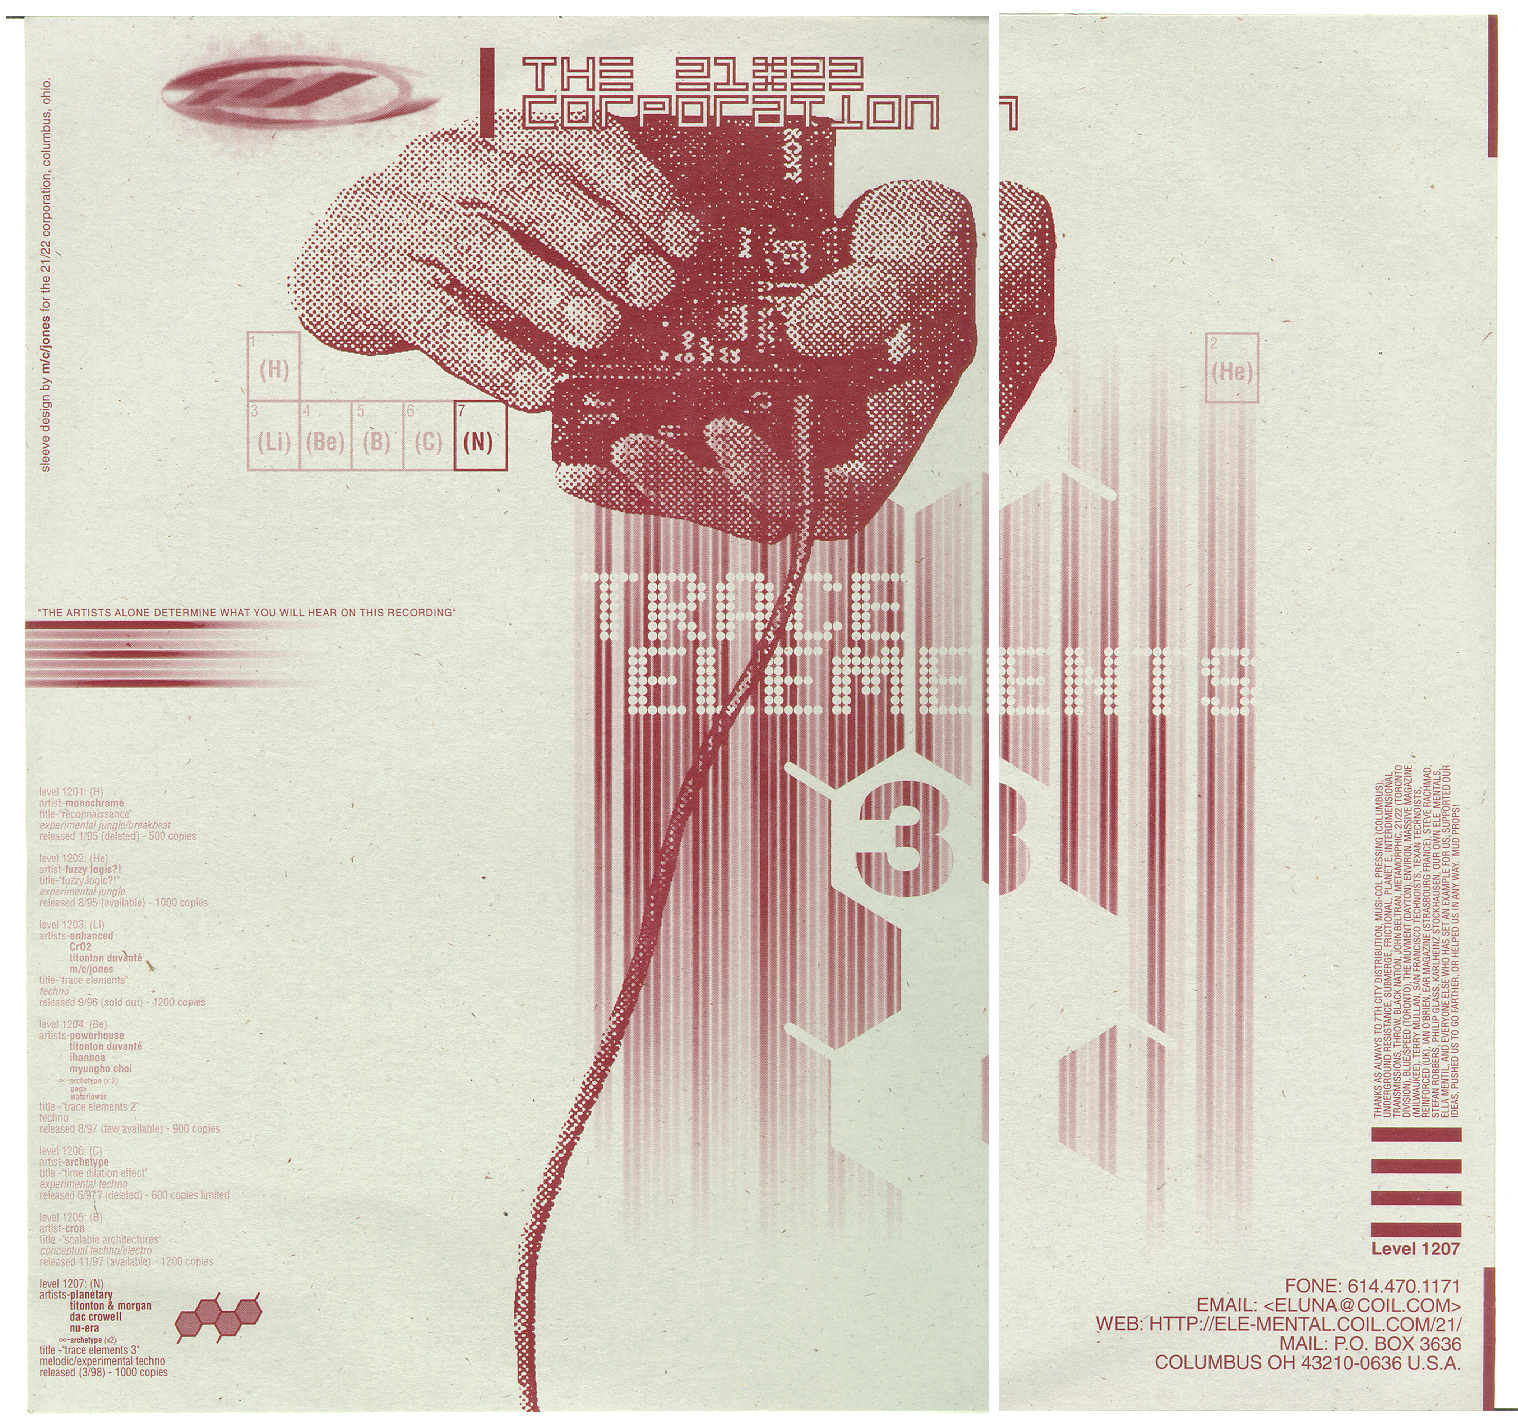 sleeve design by m/c/jones for the 21/22 corporation, columbus, ohio.
THE 21#22
CORPORATION
1
(H)
2
(He)
3
(Li)
4
(Be)
5
(B)
6
(C)
7
(N)
"THE ARTISTS ALONE DETERMINE WHAT YOU WILL HEAR ON THIS RECORDING"
TRACE
ELEMENTS
3
level 1201: (H)
artist-monochrome
title-"reconnaissance"
experimental jungle/breakbeat
released 1/95 (deleted) - 500 copies
level 1202: (He)
artist-fuzzy logic?!
title-"fuzzy.logic?!"
experimental jungle
released 8/95 (available) - 1000 copies
level 1203: (Li)
artists-enhanced
CrO2
titonton duvanté
m/c/jones
title-"trace elements"
techno
released 9/96 (sold out) - 1200 copies
level 1204: (Be)
artists-powerhouse
titonton duvanté
ihannoa
myungho choi
∞-archetype (x 2)
waterflower
title -"trace elements 2"
techno
released 8/97 (few available) - 900 copies
level 1206: (C)
artist-archetype
title -"time dilation effect"
experimental techno
released 6/97? (deleted) - 600 copies limited
level 1205: (B)
artist-cron
title -"scalable architectures"
conceptual techno/electro
released 11/97 (available) - 1200 copies
level 1207: (N)
artists-planetary
titonton & morgan
dac crowell
nu-era
∞-archetype (x2)
title -"trace elements 3"
melodic/experimental techno
released (3/98) - 1000 copies
THANKS AS ALWAYS TO 7TH CITY DISTRIBUTION, MUSI-COL PRESSING (COLUMBUS),
UNDERGROUND RESISTANCE, SUBMERGE, FRICTIONAL, PLANET E, INTERDIMENSIONAL
TRANSMISSIONS, THROW, BLACK NATION, JOHN BELTRAN, METAMORPHIC, 21/22 (TORONTO
DIVISION), BLUE/SPEED (TORONTO), THE MUVMENT (DAYTON), ENVIRON, MASSIVE MAGAZINE
(MILWAUKEE), TERRY MULLAN, SAN FRANCISCO TECHNOISTS, TEXAN TECHNOISTS,
REINFORCED (UK), IAN O'BRIEN, EAR MAGAZINE (STRASBOURG FRANCE), STEVE RACHMAD,
STEFAN ROBBERS, PHILIP GLASS, KARLHEINZ STOCKHAUSEN, OUR OWN ELE_MENTALS,
ELLA MENTIL, AND EVERYONE ELSE WHO HAS SET AN EXAMPLE FOR US, SUPPORTED OUR
IDEAS, PUSHED US TO GO FARTHER, OR HELPED US IN ANY WAY. MUD PROPS!
Level 1207
FONE: 614.470.1171
EMAIL: <ELUNA@COIL.COM>
WEB: HTTP://ELE-MENTAL.COIL.COM/21/
MAIL: P.O. BOX 3636
COLUMBUS OH 43210-0636 U.S.A.